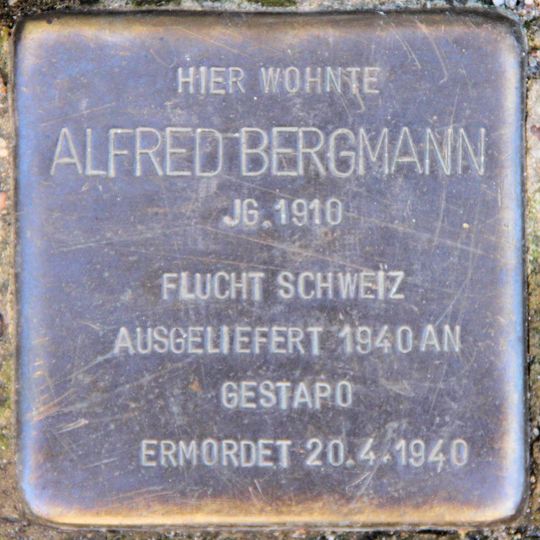 HIER WOHNTE
ALFRED BERGMANN
JG. 1910
FLUCHT SCHWEIZ
AUSGELIEFERT 1940 AN
GESTAPO
ERMORDET 20.4.1940